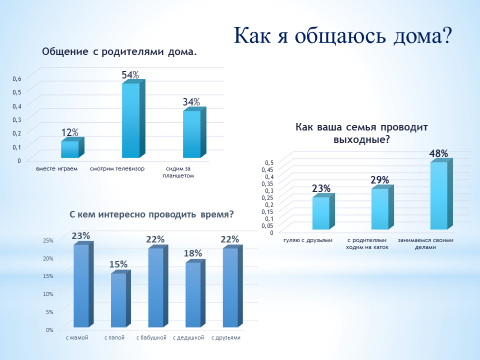 Как я общаюсь дома?
Общение с родителями дома.
0,6
0,5
0,4
0,3
0,2
0,1
0
12%
54%
34%
вместе играем
смотрим телевизор
сидим за
планшетом
Как ваша семья проводит
выходные?
0,5
0,45
0,4
0,35
0,3
0,25
0,2
0,15
0,1
0,05
0
23%
29%
48%
гуляю с друзьями
с родителями
ходим на каток
занимаемся своими
делами
С кем интересно проводить время?
25%
20%
15%
10%
5%
0%
23%
15%
22%
18%
22%
с мамой
с папой
с бабушкой
с дедушкой
с друзьями